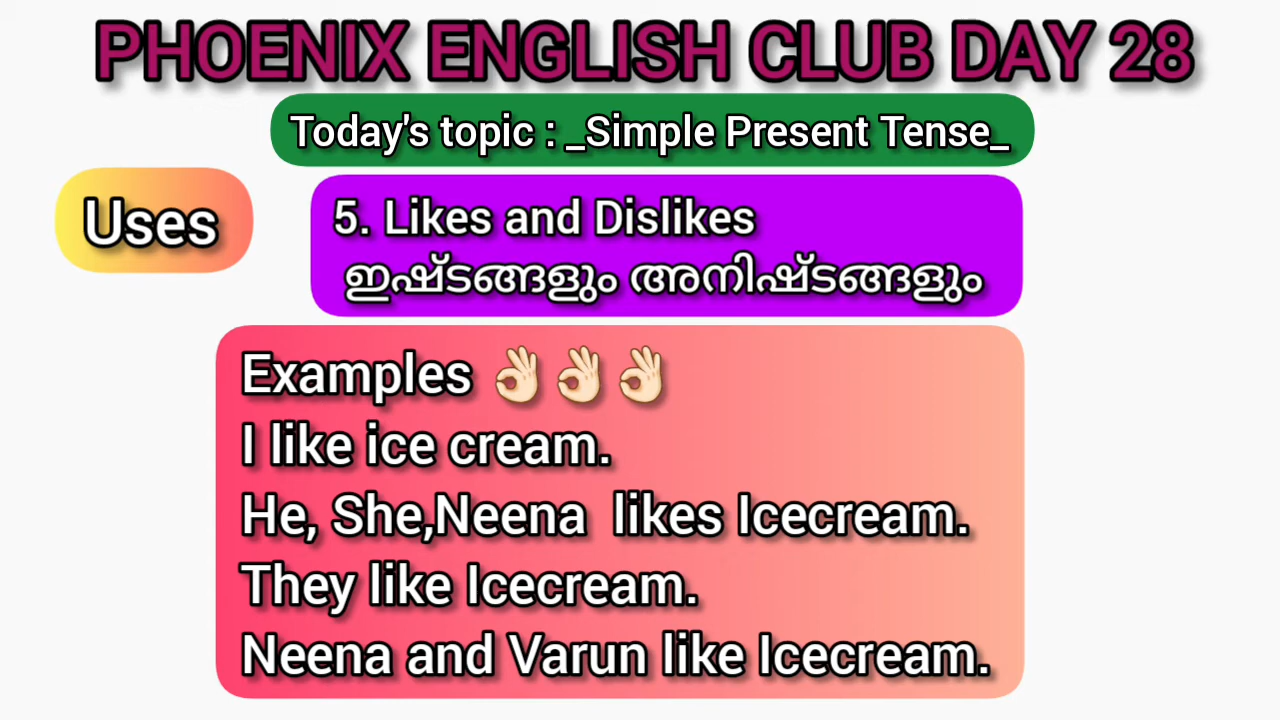 PHOENIX ENGLISH CLUB DAY 28
Today's topic : _Simple Present Tense_
Uses
5. Likes and Dislikes
ഇഷ്ടങ്ങളും അനിഷ്ടങ്ങളും
Examples 👌🏻👌🏻👌🏻
I like ice cream.
He, She,Neena likes Icecream.
They like Icecream.
Neena and Varun like Icecream.